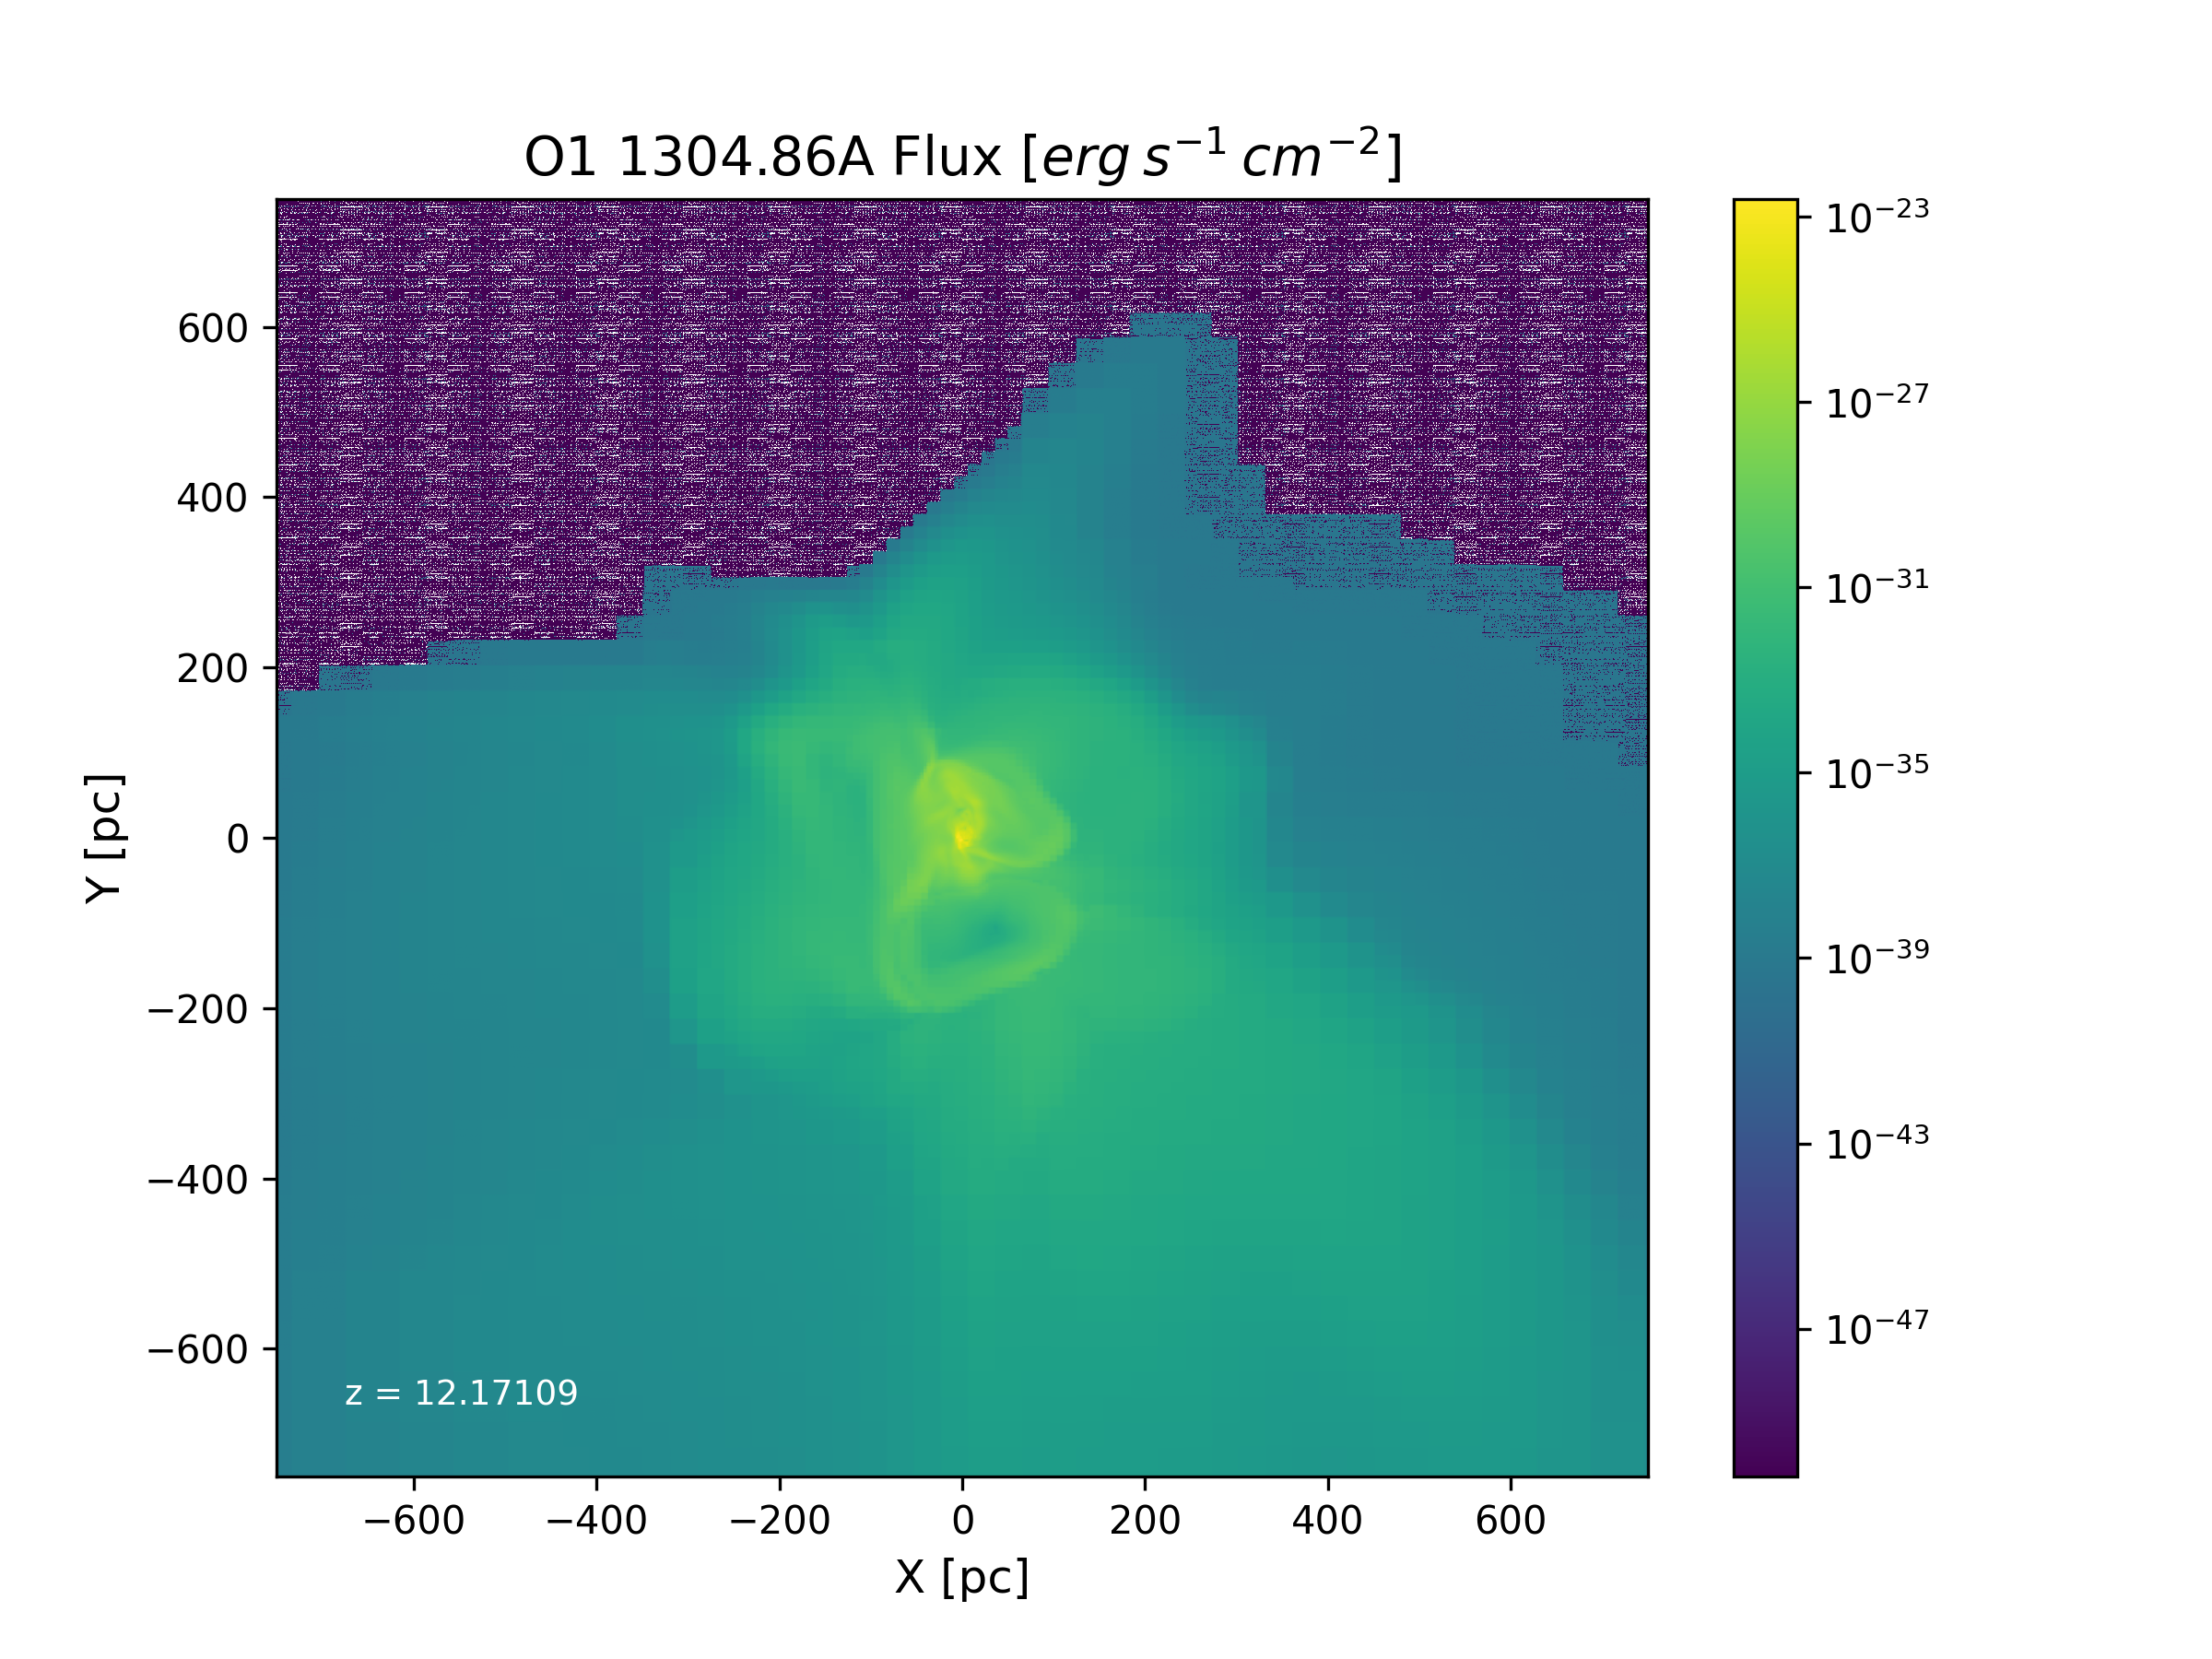 O1 1304.86A Flux [erg s⁻¹ cm⁻²]
Y [pc]
600
400
200
0
−200
−400
−600
z = 12.17109
−600 −400 −200 0 200 400 600
X [pc]
10⁻²³
10⁻²⁷
10⁻³¹
10⁻³⁵
10⁻³⁹
10⁻⁴³
10⁻⁴⁷